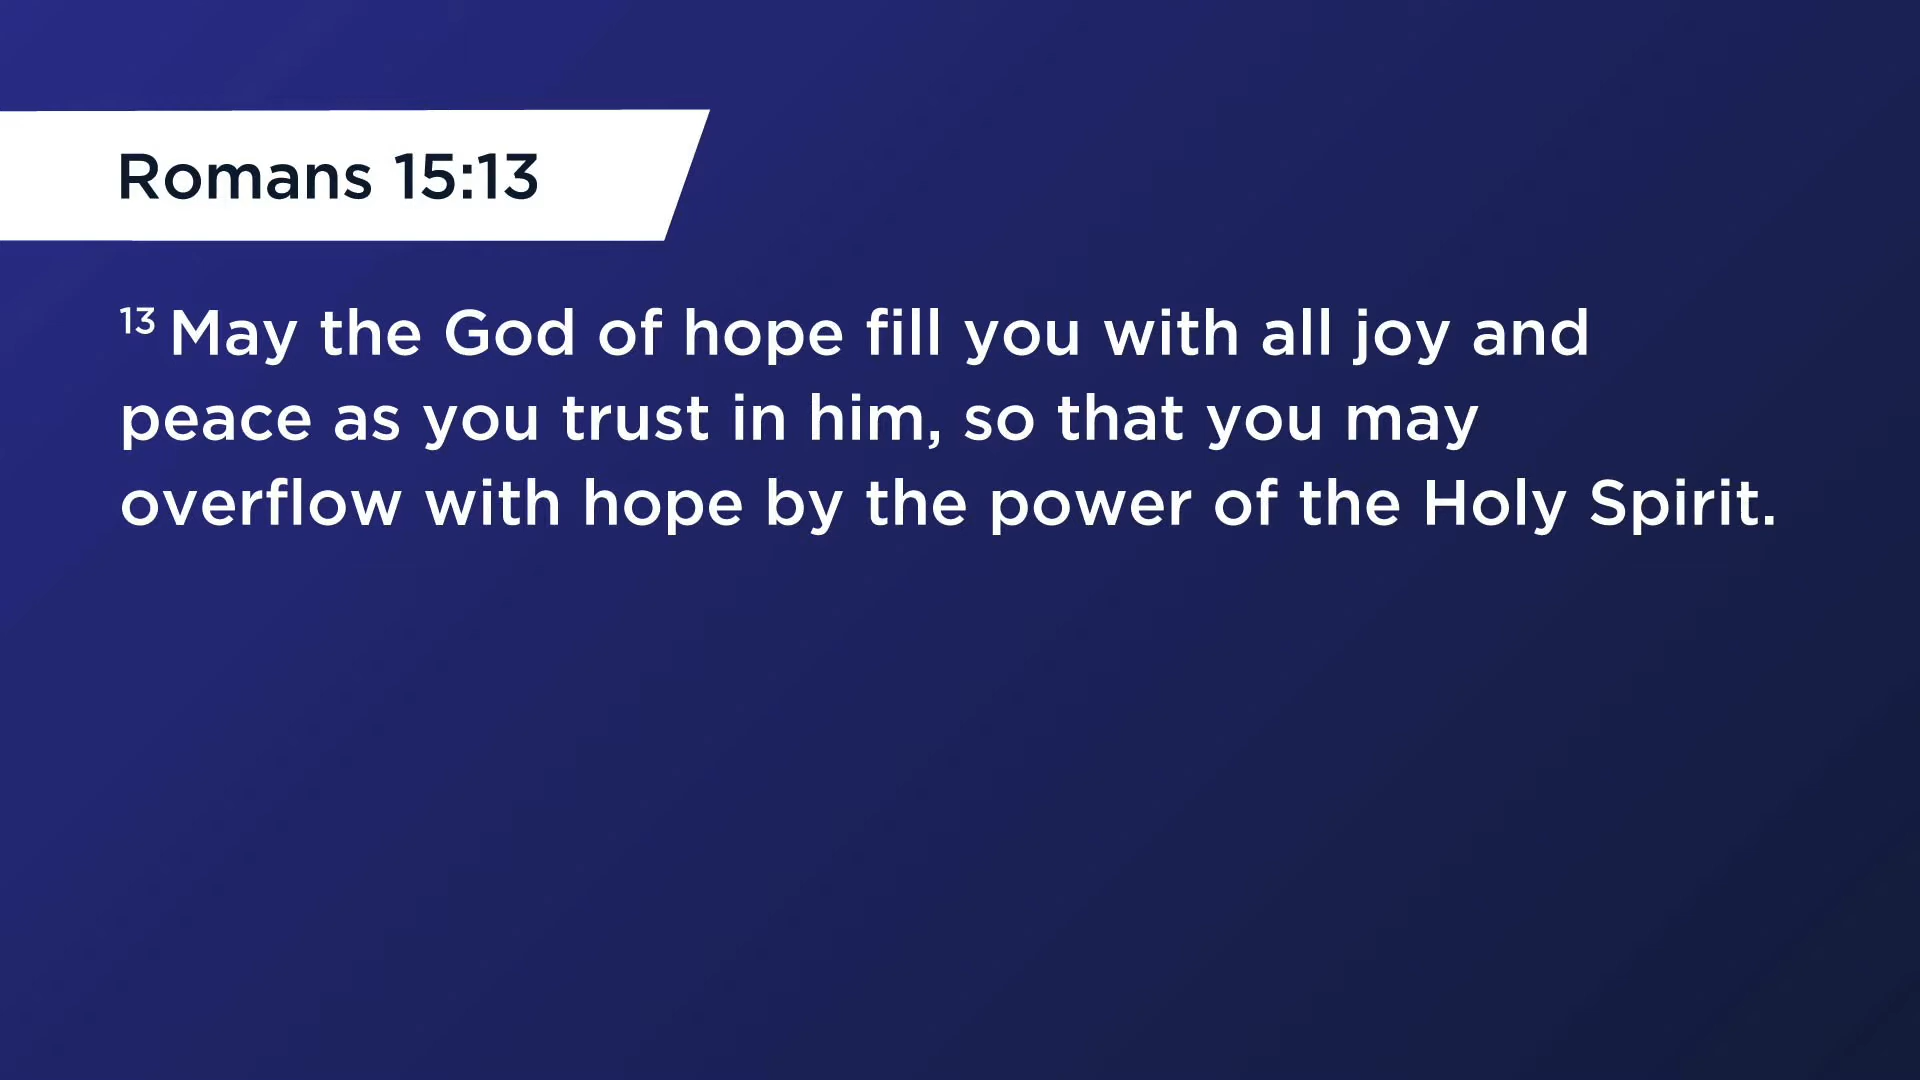 Romans 15:13
13 May the God of hope fill you with all joy and
peace as you trust in him, so that you may
overflow with hope by the power of the Holy Spirit.